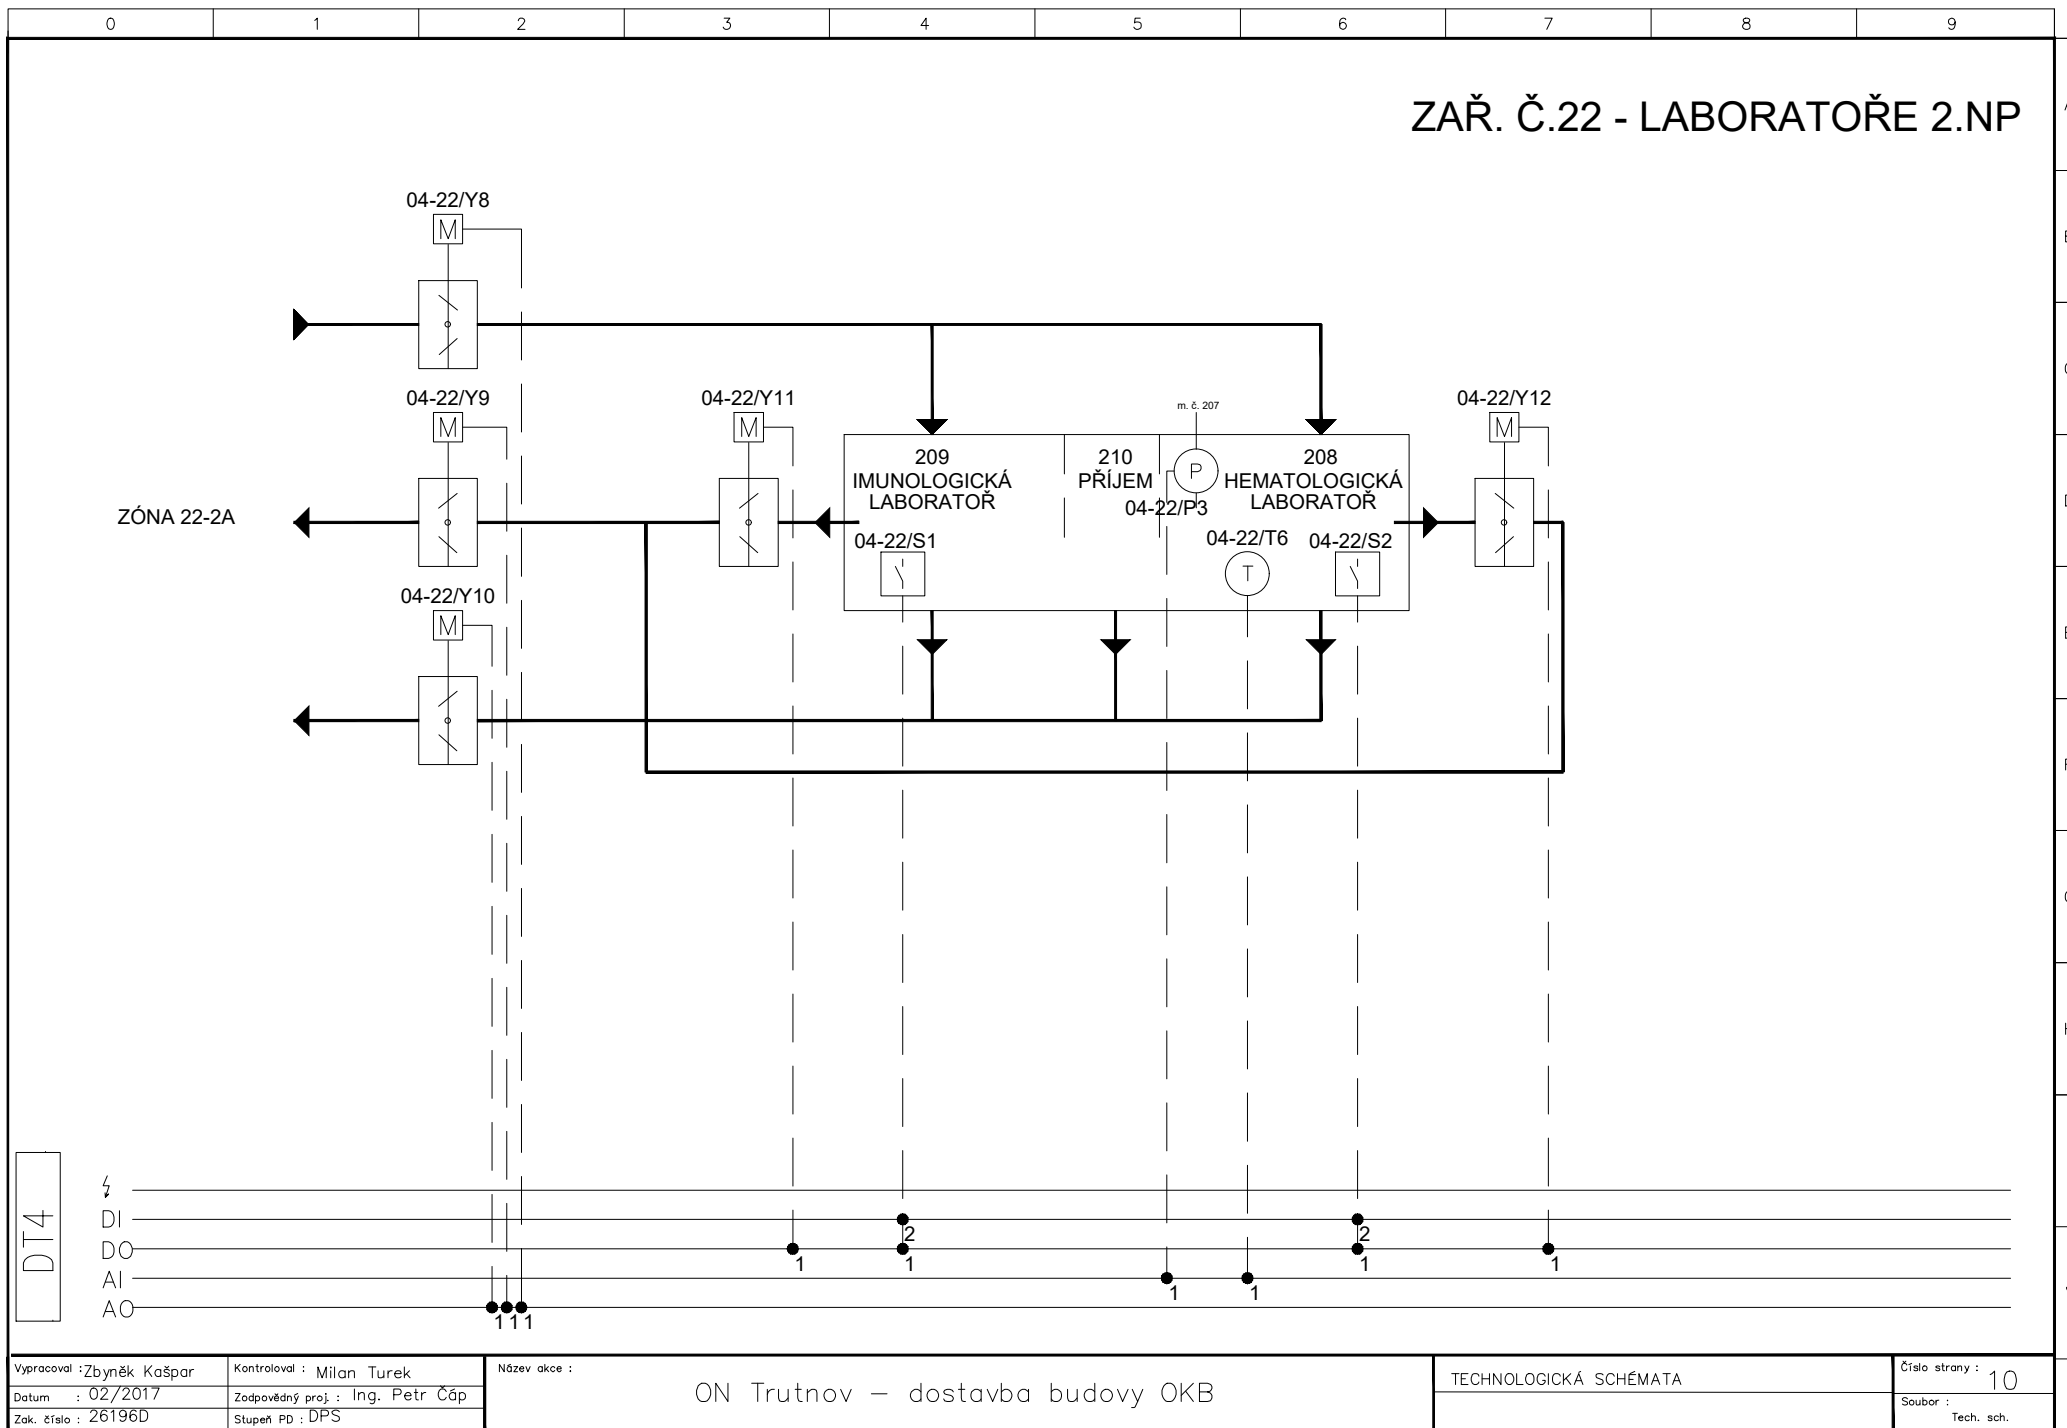 0 1 2 3 4 5 6 7 8 9
ZAŘ. Č.22 - LABORATOŘE 2.NP
04-22/Y8
M
04-22/Y9
M
04-22/Y11
M
m. č. 207
04-22/Y12
M
209
IMUNOLOGICKÁ
LABORATOŘ
210
PŘÍJEM
P
04-22/P3
208
HEMATOLOGICKÁ
LABORATOŘ
ZÓNA 22-2A
04-22/S1
04-22/T6
T
04-22/S2
04-22/Y10
M
DT4
DI
2 2
DO
1 1 1 1
AI
1 1
AO
1 1 1
Vypracoval : Zbyněk Kašpar
Datum : 02/2017
Zak. číslo : 26196D
Kontroloval : Milan Turek
Zodpovědný proj. : Ing. Petr Čáp
Stupeň PD : DPS
Název akce :
ON Trutnov – dostavba budovy OKB
TECHNOLOGICKÁ SCHÉMATA
Číslo strany : 10
Soubor :
Tech. sch.